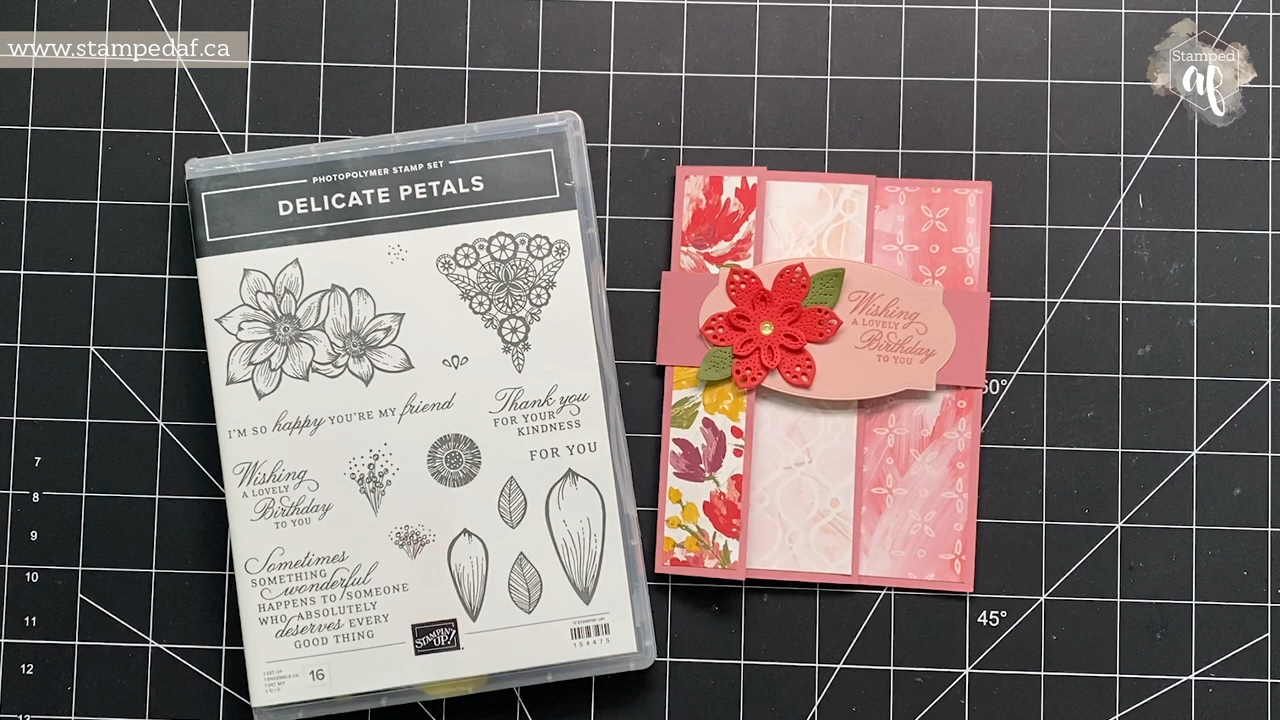 www.stampedaf.ca
Stamped
af
PHOTOPOLYMER STAMP SET
DELICATE PETALS
I'M SO happy YOU'RE MY friend
Thank you
FOR YOUR
KINDNESS
FOR YOU
Wishing
A LOVELY
Birthday
TO YOU
Sometimes
SOMETHING
wonderful
HAPPENS TO SOMEONE
WHO ABSOLUTELY
deserves EVERY
GOOD THING
STAMPIN' UP!
© STAMPIN' UP!
154475
16
Wishing
A LOVELY
Birthday
TO YOU
60°
45°
7
8
9
10
11
12
13